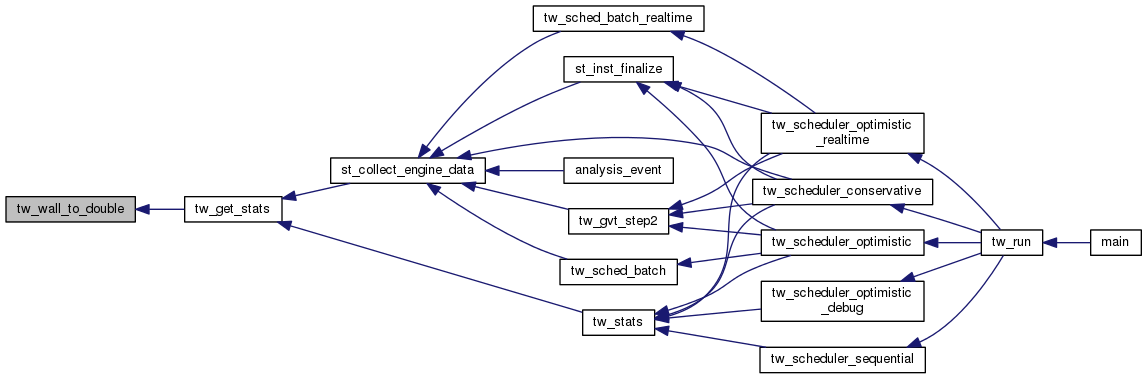 tw_sched_batch_realtime
st_inst_finalize
tw_scheduler_optimistic
_realtime
st_collect_engine_data
analysis_event
tw_scheduler_conservative
tw_wall_to_double
tw_get_stats
tw_gvt_step2
tw_scheduler_optimistic
tw_run
main
tw_sched_batch
tw_scheduler_optimistic
_debug
tw_stats
tw_scheduler_sequential